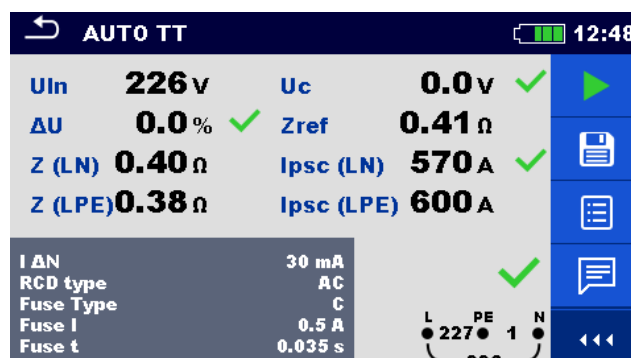 AUTO TT 12:48
Uln 226 V Uc 0.0 V
ΔU 0.0 % Zref 0.41 Ω
Z (LN) 0.40 Ω Ipsc (LN) 570 A
Z (LPE) 0.38 Ω Ipsc (LPE) 600 A
I ΔN 30 mA
RCD type AC
Fuse Type C
Fuse I 0.5 A
Fuse t 0.035 s
L PE N
227 1